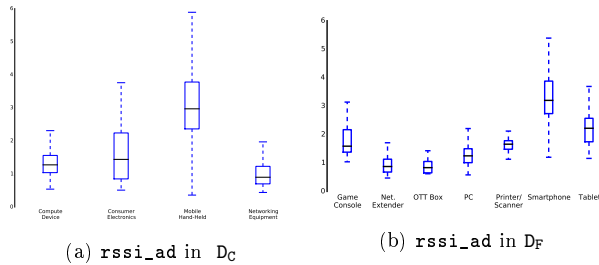 6
5
4
3
2
1
0
Compute Device
Consumer Electronics
Mobile Hand-Held
Networking Equipment
(a) rssi_ad in D_C
6
5
4
3
2
1
0
Game Console
Net. Extender
OTT Box
PC
Printer/ Scanner
Smartphone
Tablet
(b) rssi_ad in D_F